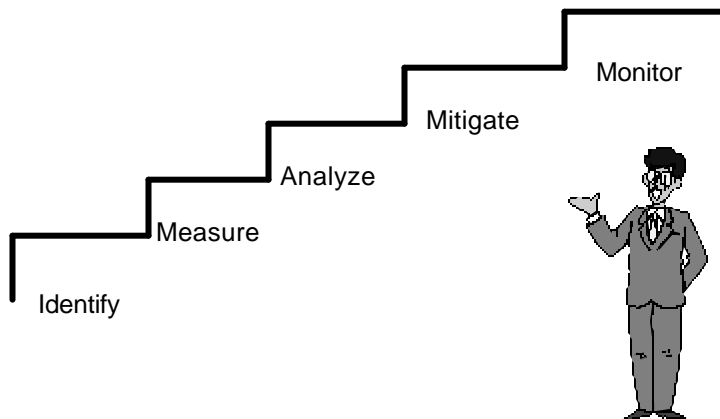 Monitor
Mitigate
Analyze
Measure
Identify